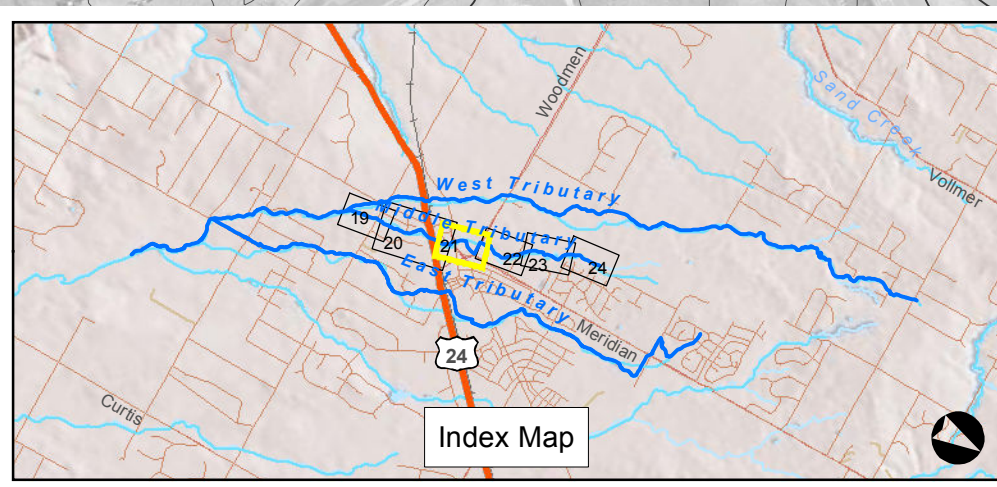 Woodmen
Sand Creek
Vollmer
West Tributary
Middle Tributary
19
20
21
22
23
24
East Tributary
Meridian
24
Curtis
Index Map